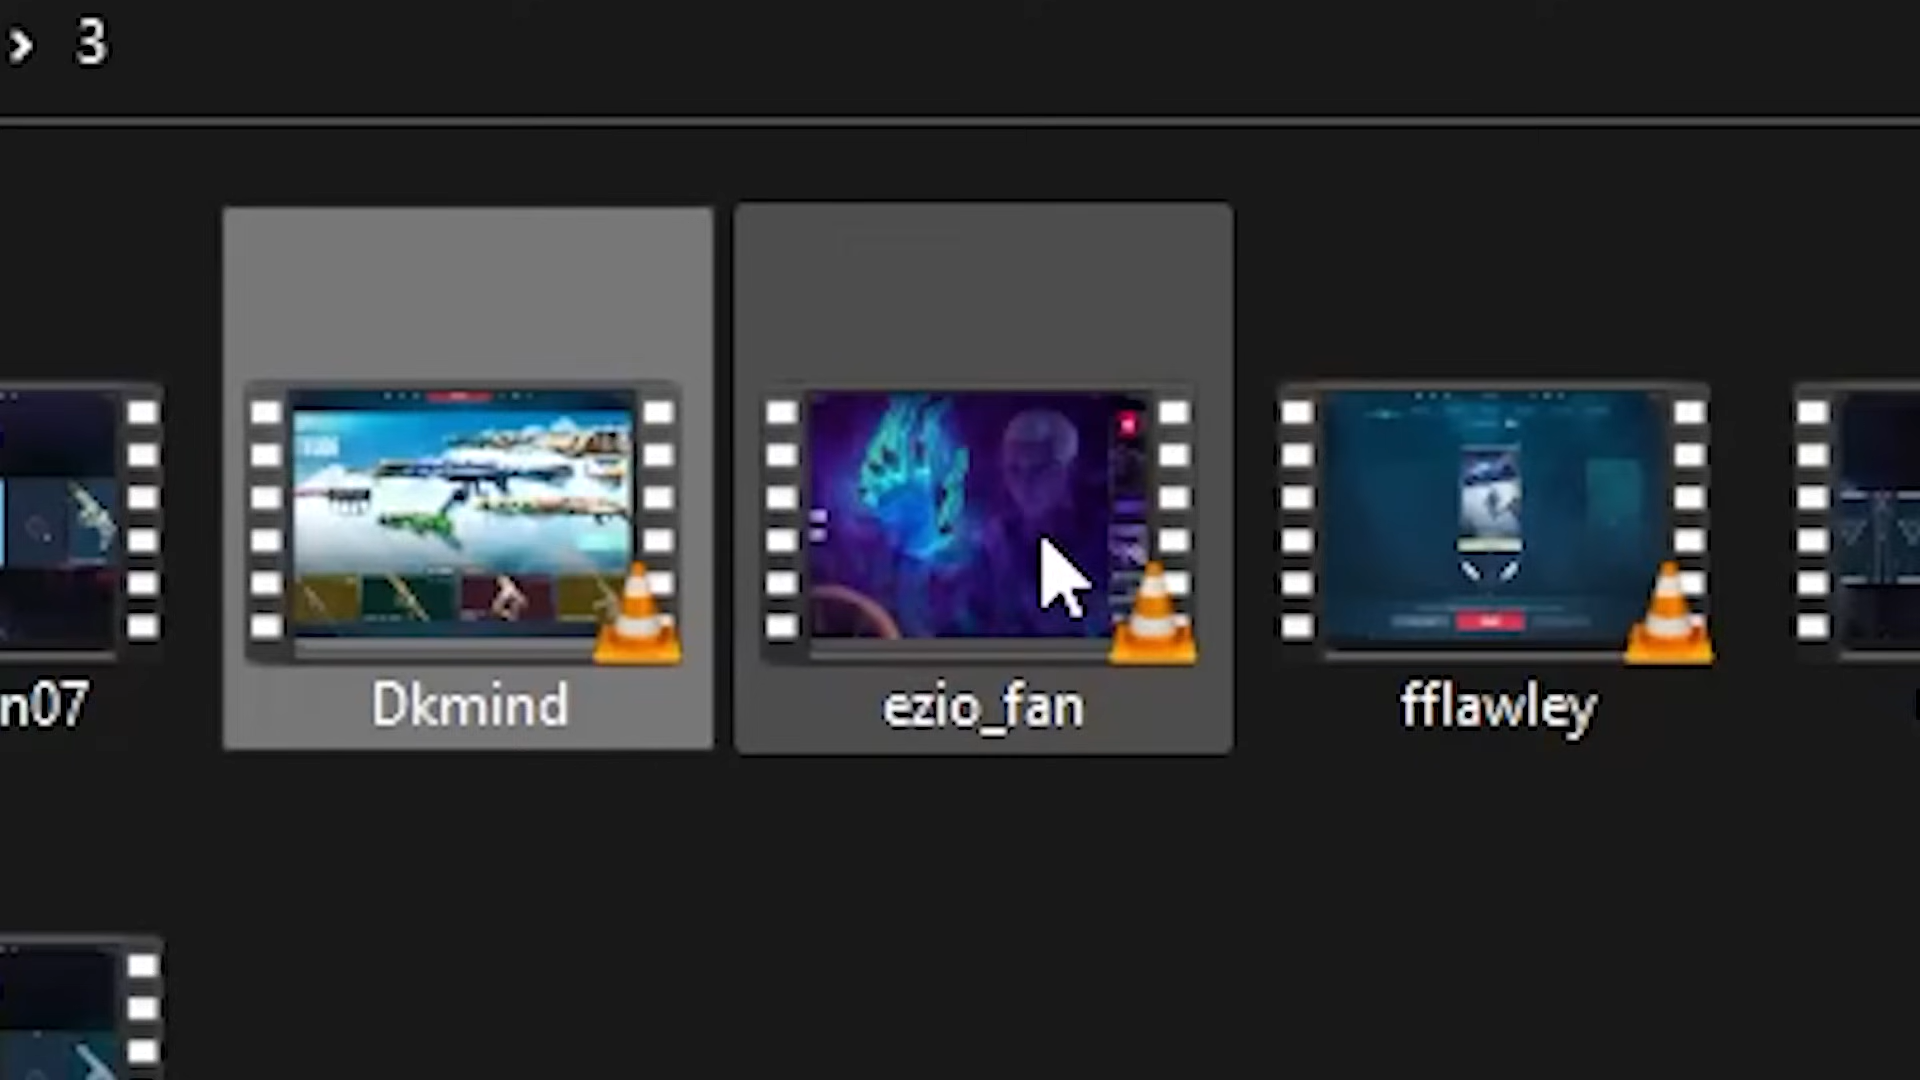 › 3
n07
Dkmind
ezio_fan
fflawley